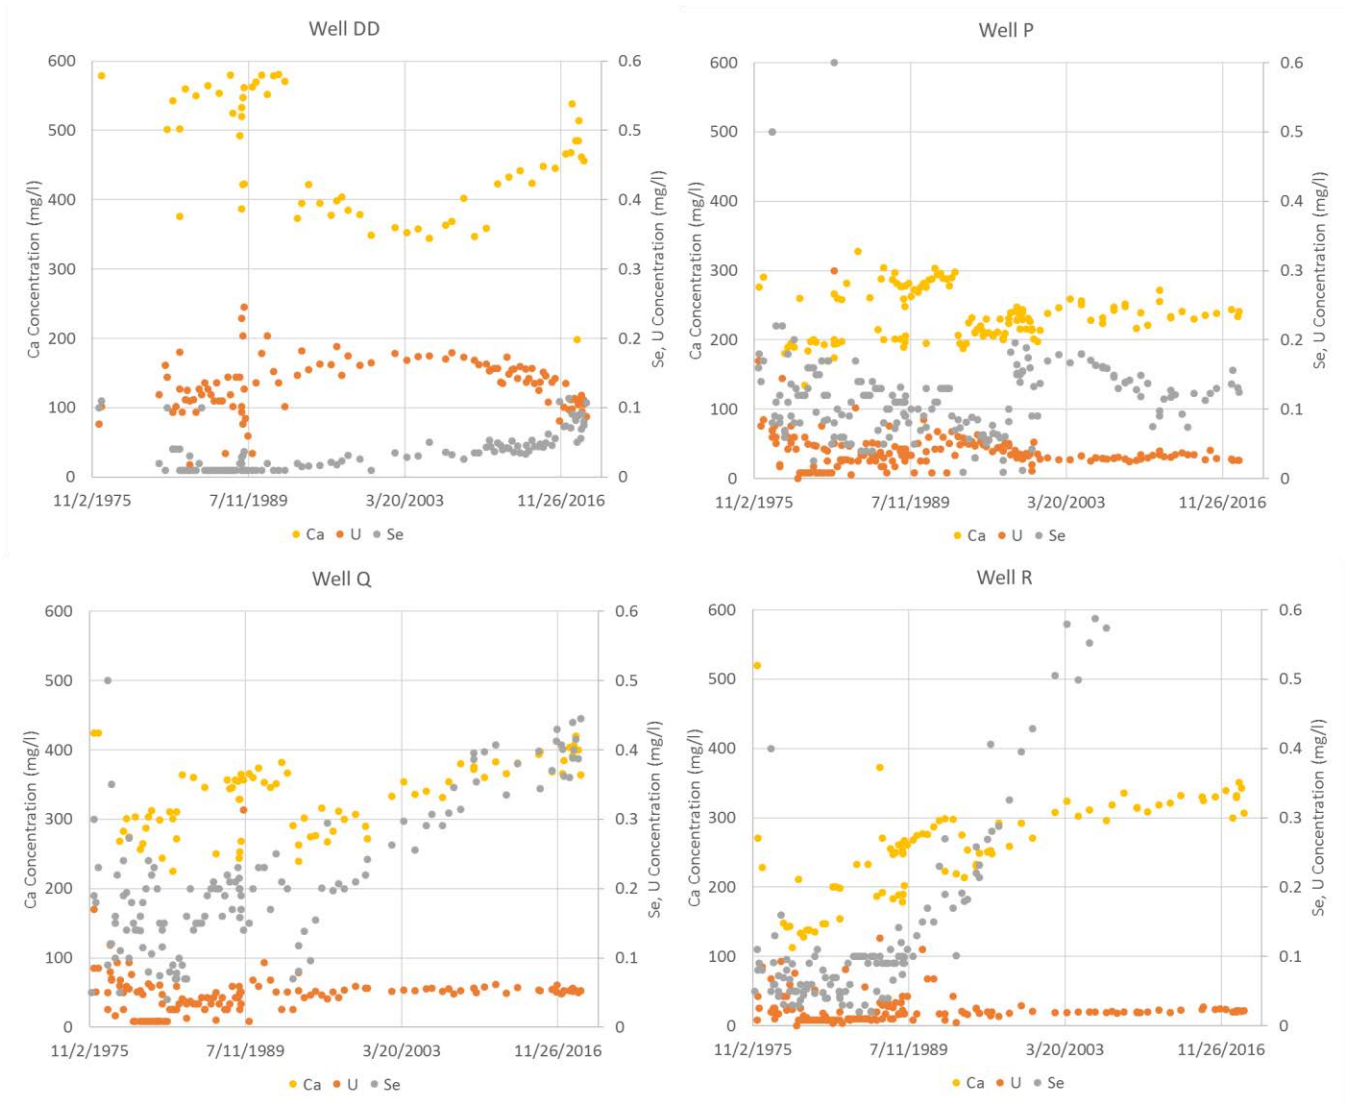 Well DD
600
500
400
300
200
100
0
Ca Concentration (mg/l)
0.6
0.5
0.4
0.3
0.2
0.1
0
Se, U Concentration (mg/l)
11/2/1975 7/11/1989 3/20/2003 11/26/2016
Ca U Se
Well P
600
500
400
300
200
100
0
Ca Concentration (mg/l)
0.6
0.5
0.4
0.3
0.2
0.1
0
Se, U Concentration (mg/l)
11/2/1975 7/11/1989 3/20/2003 11/26/2016
Ca U Se
Well Q
600
500
400
300
200
100
0
Ca Concentration (mg/l)
0.6
0.5
0.4
0.3
0.2
0.1
0
Se, U Concentration (mg/l)
11/2/1975 7/11/1989 3/20/2003 11/26/2016
Ca U Se
Well R
600
500
400
300
200
100
0
Ca Concentration (mg/l)
0.6
0.5
0.4
0.3
0.2
0.1
0
Se, U Concentration (mg/l)
11/2/1975 7/11/1989 3/20/2003 11/26/2016
Ca U Se